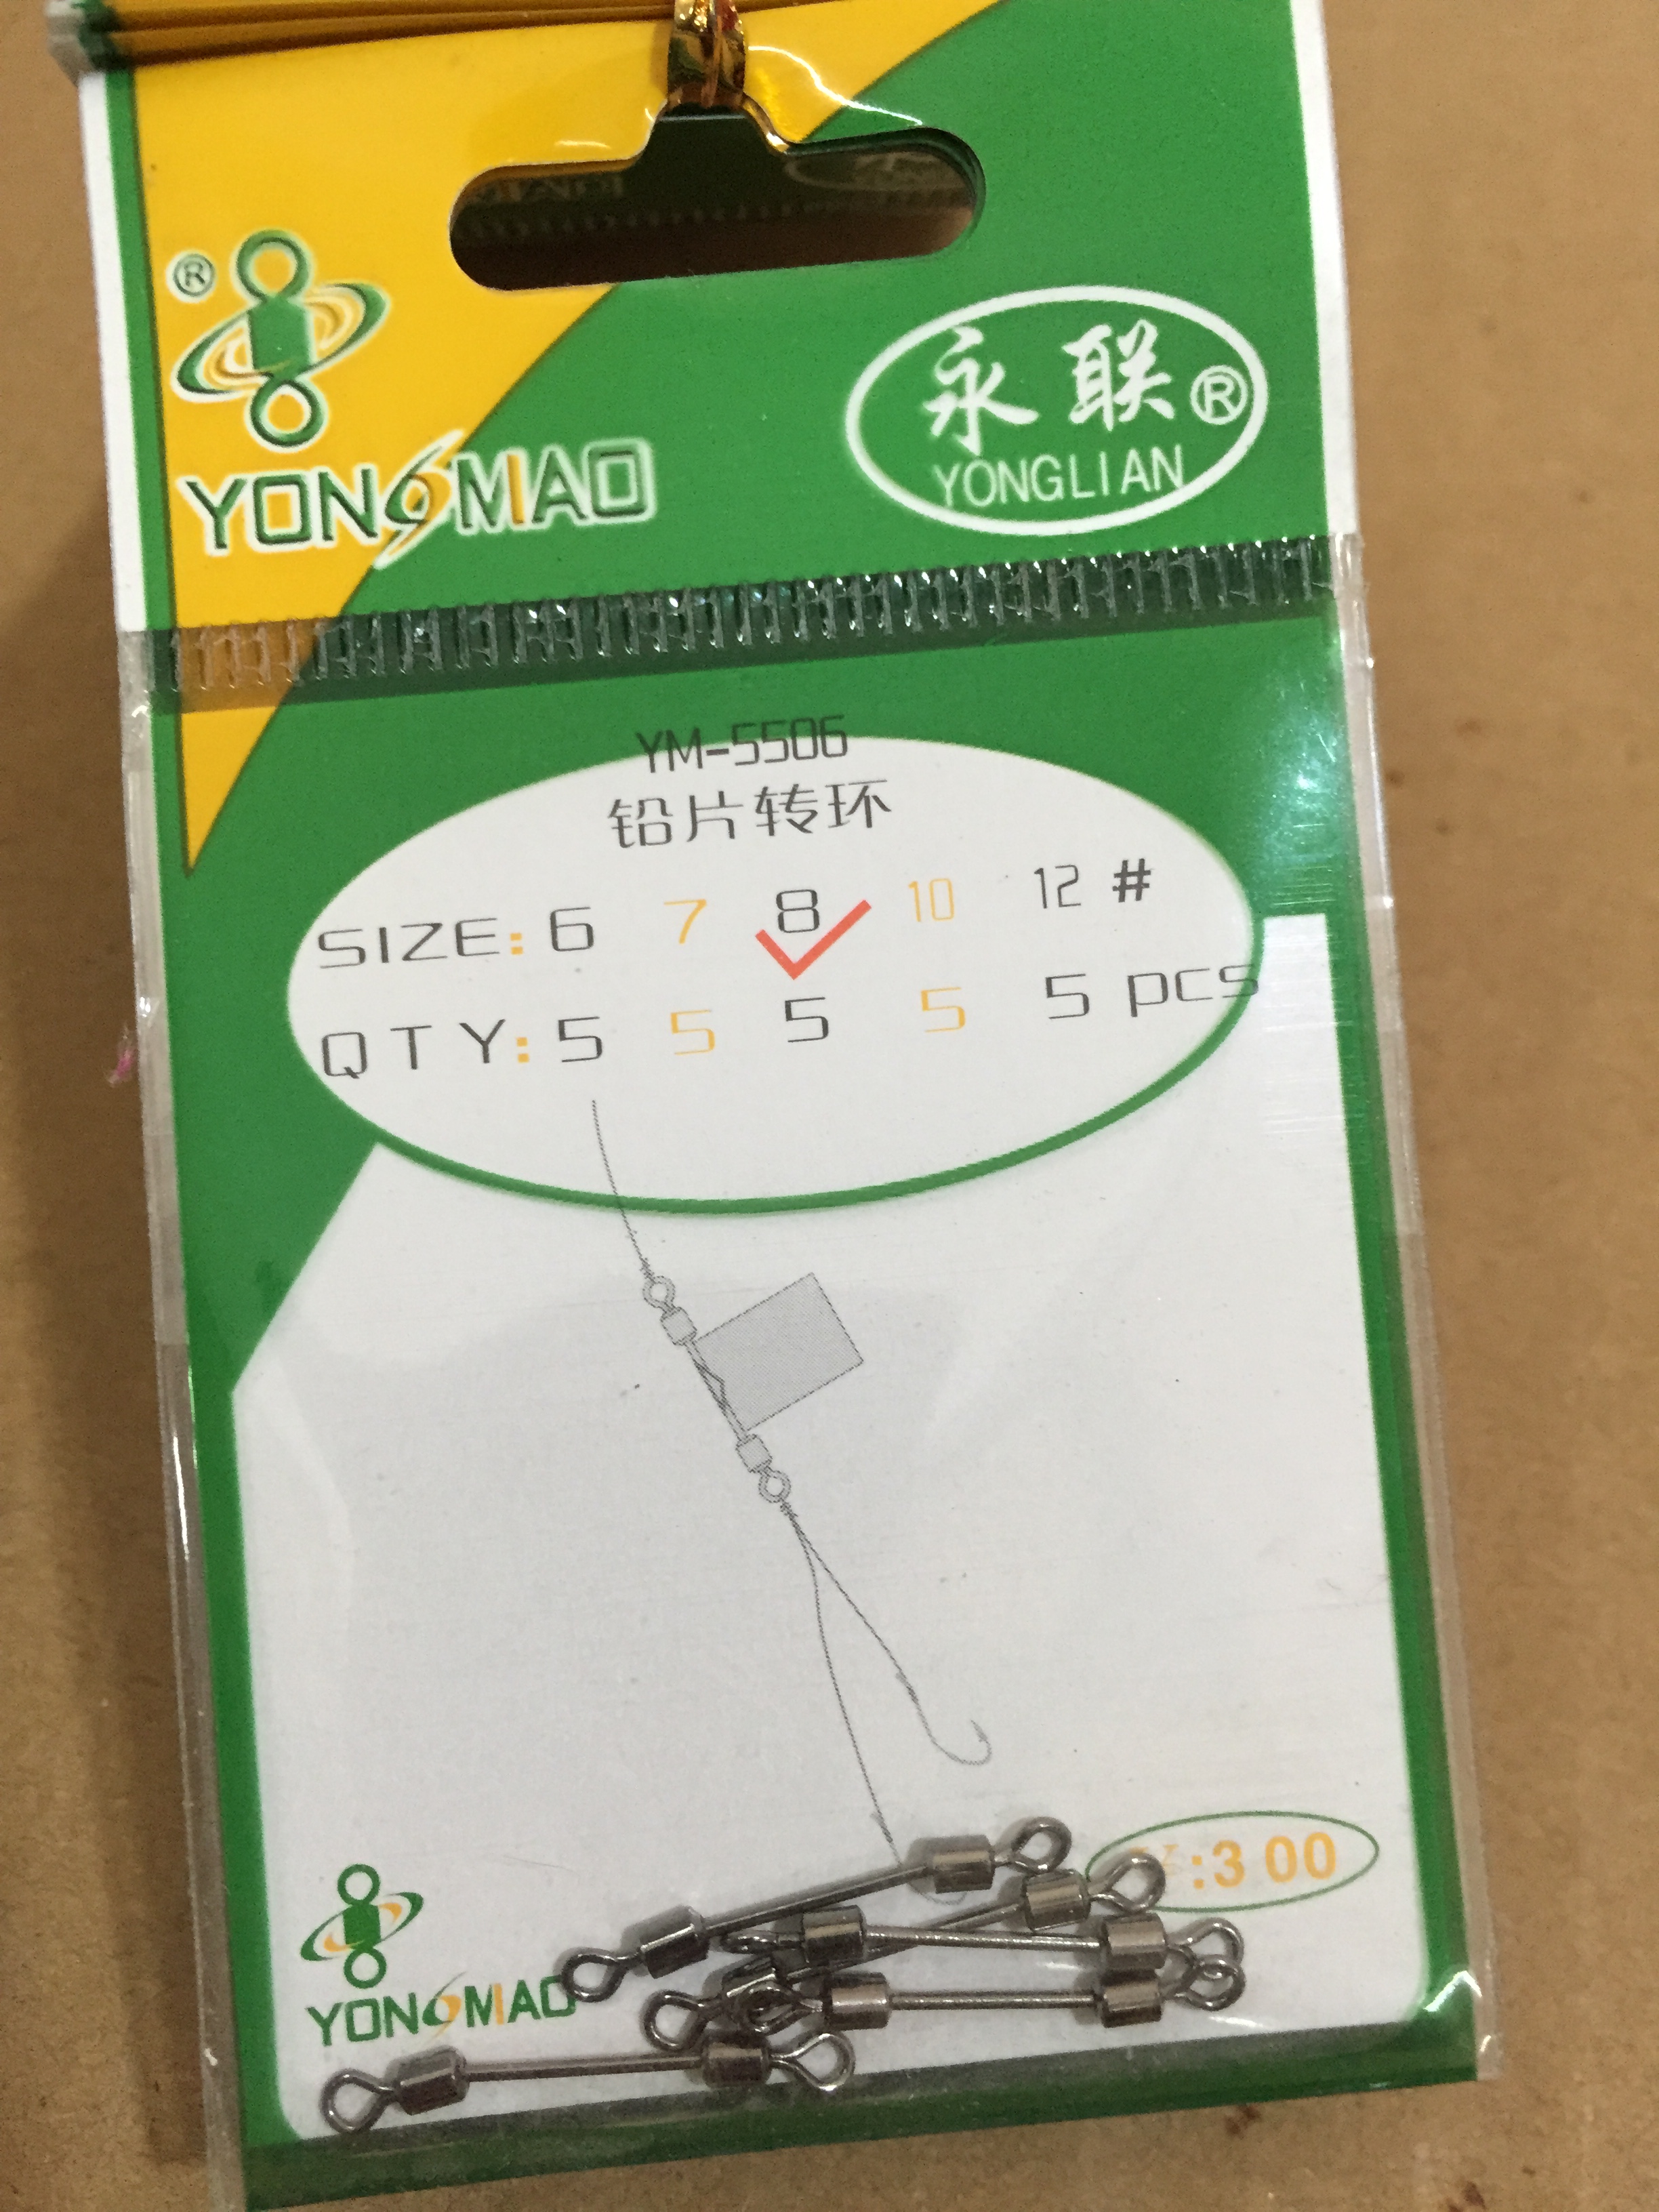 ®
YONGMAO
永联®
YONGLIAN
YM-5506
铅片转环
SIZE: 6 7 8 10 12 #
QTY: 5 5 5 5 5 pcs
:3 00
YONGMAO